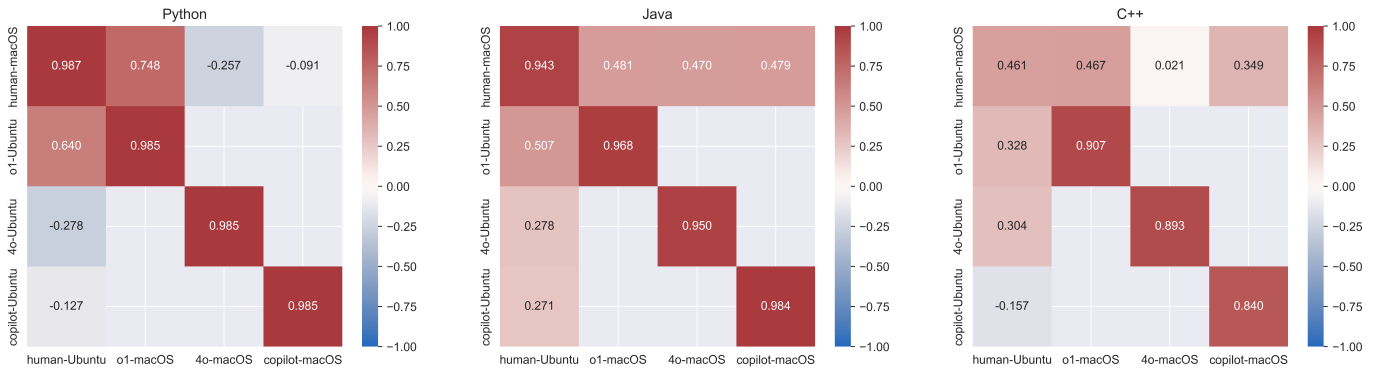 Python
human-macOS
o1-Ubuntu
4o-Ubuntu
copilot-Ubuntu
0.987 0.748 -0.257 -0.091
0.640 0.985
-0.278 0.985
-0.127 0.985
human-Ubuntu o1-macOS 4o-macOS copilot-macOS
1.00
0.75
0.50
0.25
0.00
−0.25
−0.50
−0.75
−1.00
Java
human-macOS
o1-Ubuntu
4o-Ubuntu
copilot-Ubuntu
0.943 0.481 0.470 0.479
0.507 0.968
0.278 0.950
0.271 0.984
human-Ubuntu o1-macOS 4o-macOS copilot-macOS
1.00
0.75
0.50
0.25
0.00
−0.25
−0.50
−0.75
−1.00
C++
human-macOS
o1-Ubuntu
4o-Ubuntu
copilot-Ubuntu
0.461 0.467 0.021 0.349
0.328 0.907
0.304 0.893
-0.157 0.840
human-Ubuntu o1-macOS 4o-macOS copilot-macOS
1.00
0.75
0.50
0.25
0.00
−0.25
−0.50
−0.75
−1.00